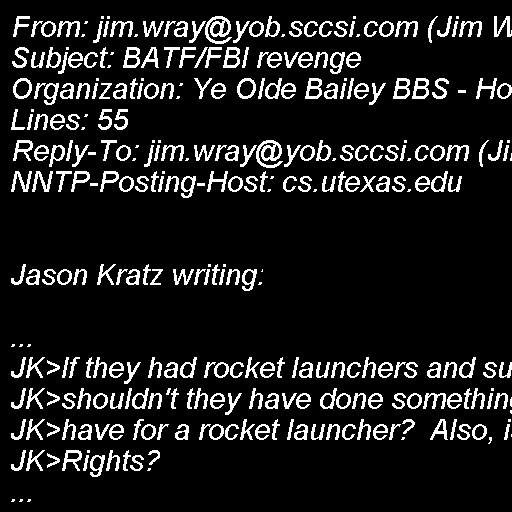 From: jim.wray@yob.sccsi.com (Jim W
Subject: BATF/FBI revenge
Organization: Ye Olde Bailey BBS - Ho
Lines: 55
Reply-To: jim.wray@yob.sccsi.com (Ji
NNTP-Posting-Host: cs.utexas.edu
Jason Kratz writing:
...
JK>If they had rocket launchers and su
JK>shouldn't they have done something
JK>have for a rocket launcher?  Also, i
JK>Rights?
...